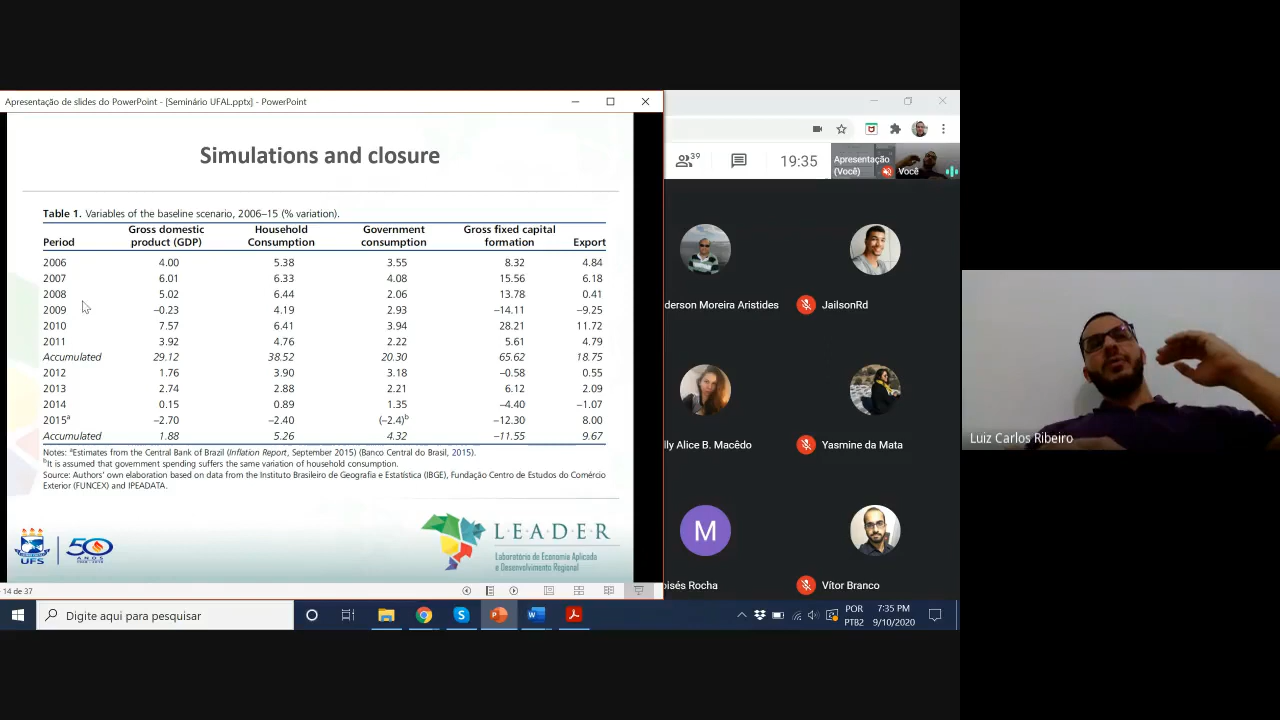 Apresentação de slides do PowerPoint - [Seminário UFAL.pptx] - PowerPoint
Simulations and closure
Table 1. Variables of the baseline scenario, 2006–15 (% variation).
Period Gross domestic product (GDP) Household Consumption Government consumption Gross fixed capital formation Export
2006 4.00 5.38 3.55 8.32 4.84
2007 6.01 6.33 4.08 15.56 6.18
2008 5.02 6.44 2.06 13.78 0.41
2009 −0.23 4.19 2.93 −14.11 −9.25
2010 7.57 6.41 3.94 28.21 11.72
2011 3.92 4.76 2.22 5.61 4.79
Accumulated 29.12 38.52 20.30 65.62 18.75
2012 1.76 3.90 3.18 −0.58 0.55
2013 2.74 2.88 2.21 6.12 2.09
2014 0.15 0.89 1.35 −4.40 −1.07
2015a −2.70 −2.40 (−2.4)b −12.30 8.00
Accumulated 1.88 5.26 4.32 −11.55 9.67
Notes: aEstimates from the Central Bank of Brazil (Inflation Report, September 2015) (Banco Central do Brasil, 2015).
bIt is assumed that government spending suffers the same variation of household consumption.
Source: Authors' own elaboration based on data from the Instituto Brasileiro de Geografia e Estatística (IBGE), Fundação Centro de Estudos do Comércio
Exterior (FUNCEX) and IPEADATA.
UFS
50
ANOS
LEADER
Laboratório de Economia Aplicada
e Desenvolvimento Regional
14 de 37
39
19:35
Apresentação
(Você)
Você
derson Moreira Aristides
JailsonRd
lly Alice B. Macêdo
Yasmine da Mata
M
oisés Rocha
Vítor Branco
Luiz Carlos Ribeiro
Digite aqui para pesquisar
POR
PTB2
7:35 PM
9/10/2020